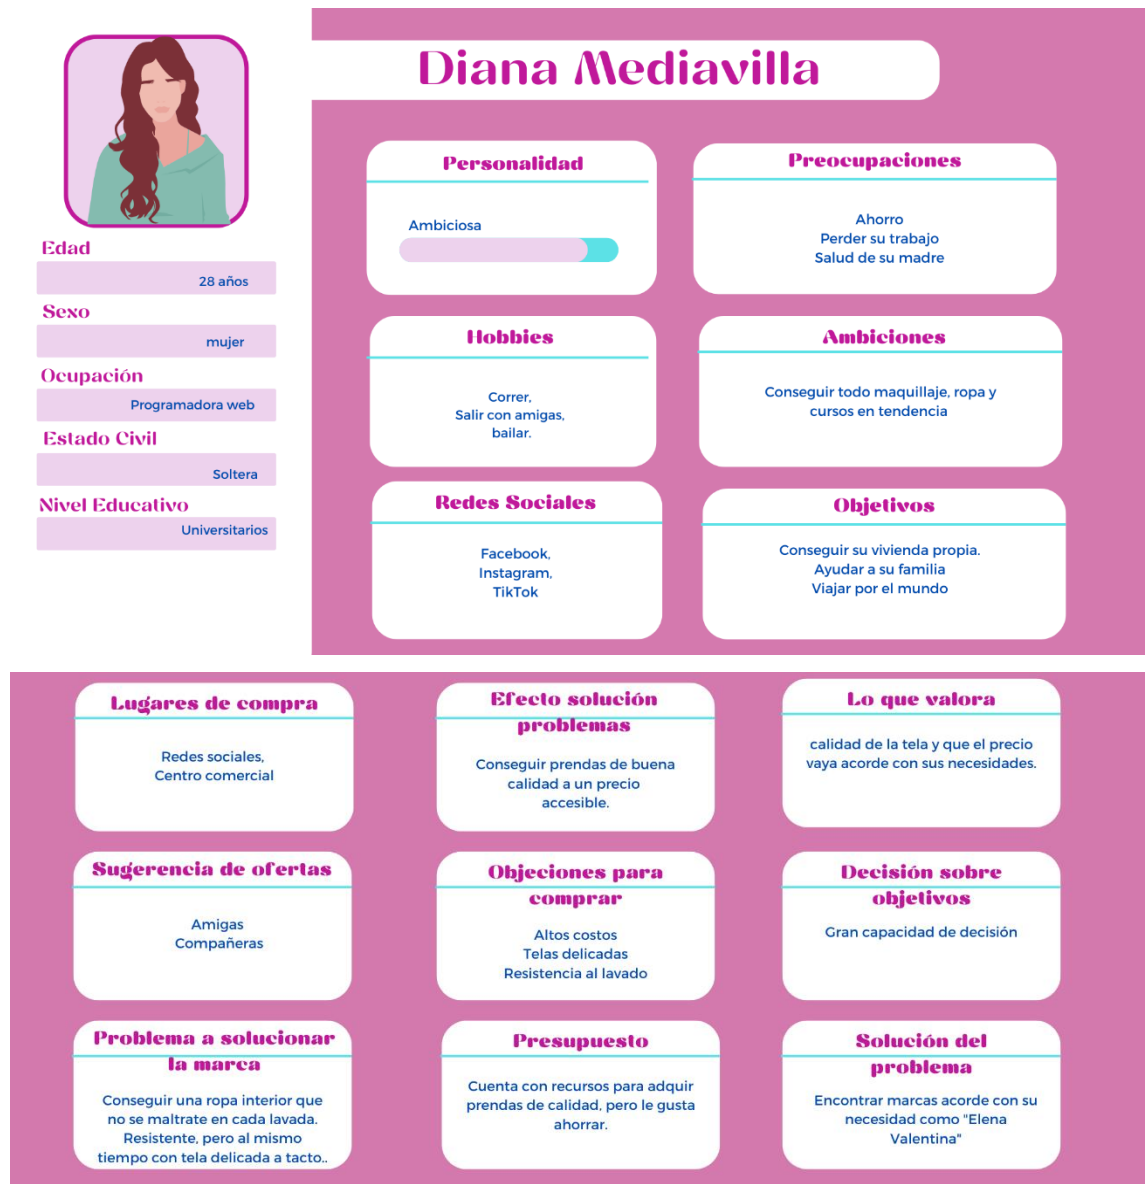 Diana Mediavilla
Edad
28 años
Sexo
mujer
Ocupación
Programadora web
Estado Civil
Soltera
Nivel Educativo
Universitarios
Personalidad
Ambiciosa
Preocupaciones
Ahorro
Perder su trabajo
Salud de su madre
Hobbies
Correr,
Salir con amigas,
bailar.
Ambiciones
Conseguir todo maquillaje, ropa y
cursos en tendencia
Redes Sociales
Facebook,
Instagram,
TikTok
Objetivos
Conseguir su vivienda propia.
Ayudar a su familia
Viajar por el mundo
Lugares de compra
Redes sociales,
Centro comercial
Efecto solución
problemas
Conseguir prendas de buena
calidad a un precio
accesible.
Lo que valora
calidad de la tela y que el precio
vaya acorde con sus necesidades.
Sugerencia de ofertas
Amigas
Compañeras
Objeciones para
comprar
Altos costos
Telas delicadas
Resistencia al lavado
Decisión sobre
objetivos
Gran capacidad de decisión
Problema a solucionar
la marca
Conseguir una ropa interior que
no se maltrate en cada lavada.
Resistente, pero al mismo
tiempo con tela delicada a tacto..
Presupuesto
Cuenta con recursos para adquir
prendas de calidad, pero le gusta
ahorrar.
Solución del
problema
Encontrar marcas acorde con su
necesidad como "Elena
Valentina"